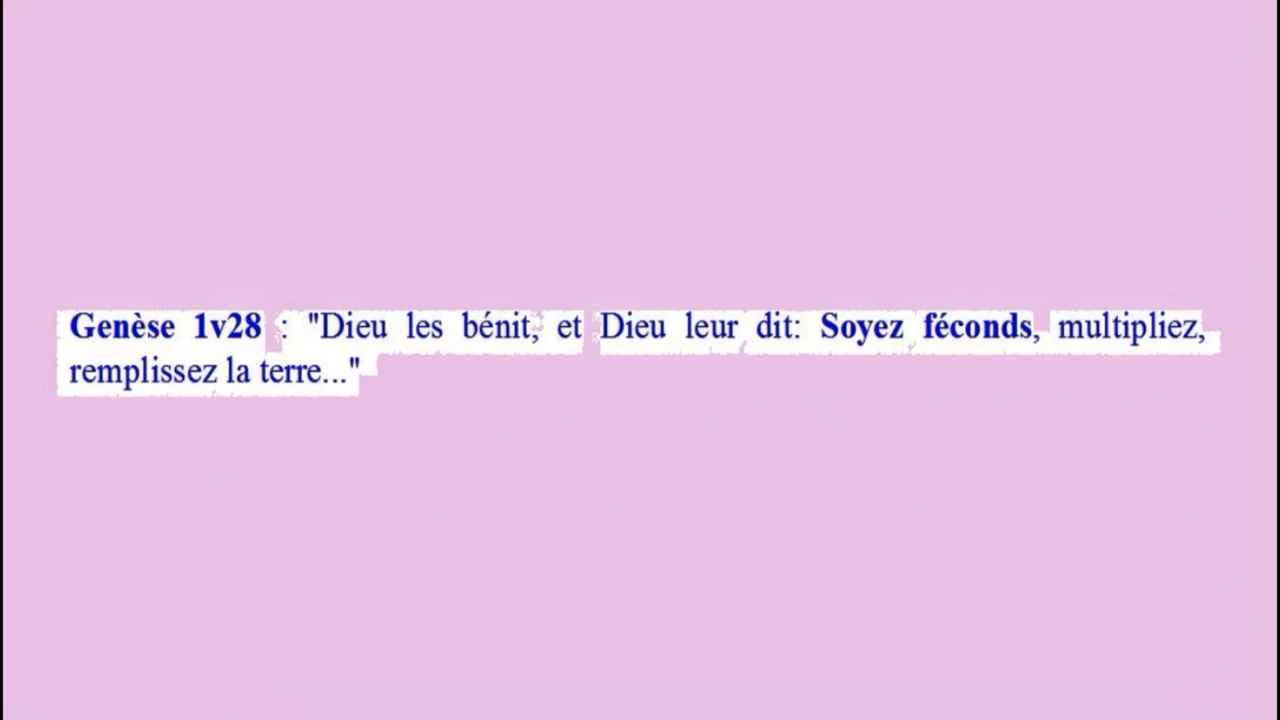 Genèse 1v28 : "Dieu les bénit, et Dieu leur dit: Soyez féconds, multipliez,
remplissez la terre..."